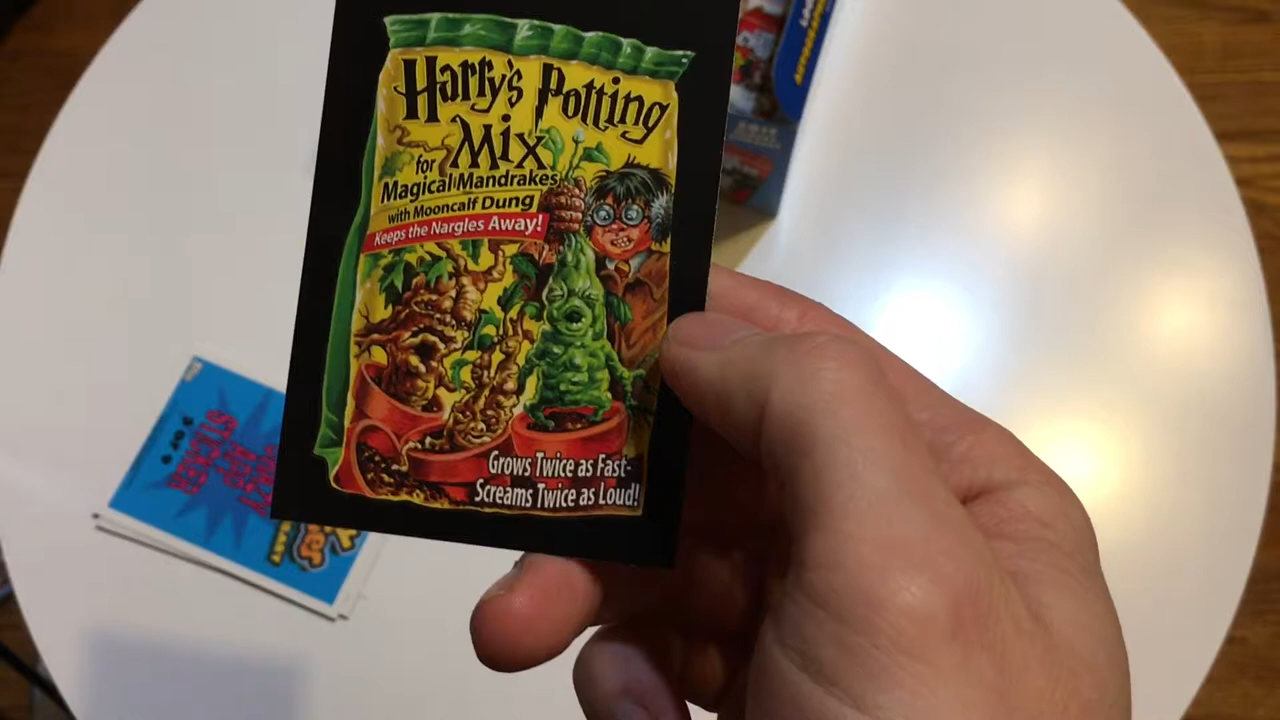 Harry's Potting
Mix
for
Magical Mandrakes
with Mooncalf Dung
Keeps the Nargles Away!
Grows Twice as Fast-
Screams Twice as Loud!
STICKER